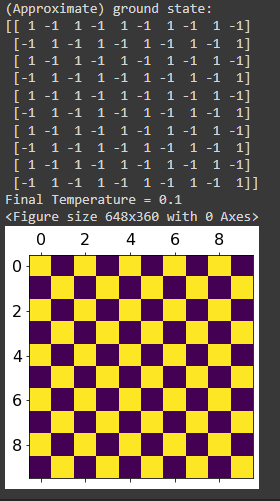 (Approximate) ground state:
[[ 1 -1  1 -1  1 -1  1 -1  1 -1]
 [-1  1 -1  1 -1  1 -1  1 -1  1]
 [ 1 -1  1 -1  1 -1  1 -1  1 -1]
 [-1  1 -1  1 -1  1 -1  1 -1  1]
 [ 1 -1  1 -1  1 -1  1 -1  1 -1]
 [-1  1 -1  1 -1  1 -1  1 -1  1]
 [ 1 -1  1 -1  1 -1  1 -1  1 -1]
 [-1  1 -1  1 -1  1 -1  1 -1  1]
 [ 1 -1  1 -1  1 -1  1 -1  1 -1]
 [-1  1 -1  1 -1  1 -1  1 -1  1]]
Final Temperature = 0.1
<Figure size 648x360 with 0 Axes>
0 2 4 6 8
0
2
4
6
8